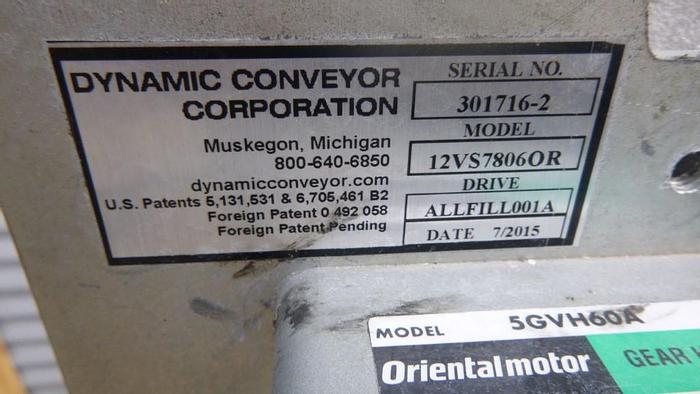 DYNAMIC CONVEYOR
CORPORATION
Muskegon, Michigan
800-640-6850
dynamicconveyor.com
U.S. Patents 5,131,531 & 6,705,461 B2
Foreign Patent 0 492 058
Foreign Patent Pending
SERIAL NO.
301716-2
MODEL
12VS7806OR
DRIVE
ALLFILL001A
DATE 7/2015
MODEL 5GVH60A
Orientalmotor GEAR